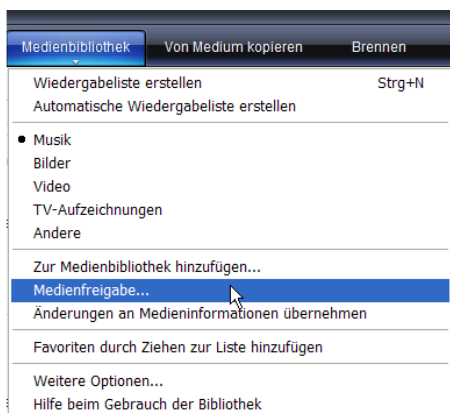 Medienbibliothek Von Medium kopieren Brennen
Wiedergabeliste erstellen Strg+N
Automatische Wiedergabeliste erstellen
Musik
Bilder
Video
TV-Aufzeichnungen
Andere
Zur Medienbibliothek hinzufügen...
Medienfreigabe...
Änderungen an Medieninformationen übernehmen
Favoriten durch Ziehen zur Liste hinzufügen
Weitere Optionen...
Hilfe beim Gebrauch der Bibliothek